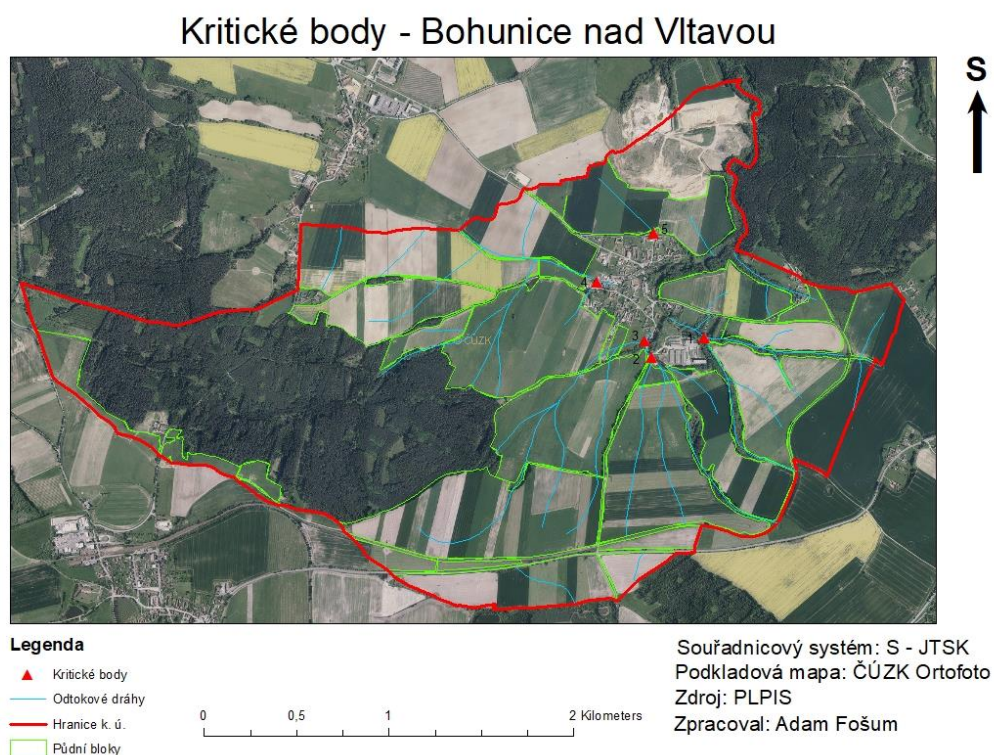 Kritické body - Bohunice nad Vltavou
S
5
4
3
1
2
© ČÚZK
Legenda
Kritické body
Odtokové dráhy
Hranice k. ú.
Půdní bloky
0 0,5 1 2 Kilometers
Souřadnicový systém: S - JTSK
Podkladová mapa: ČÚZK Ortofoto
Zdroj: PLPIS
Zpracoval: Adam Fošum